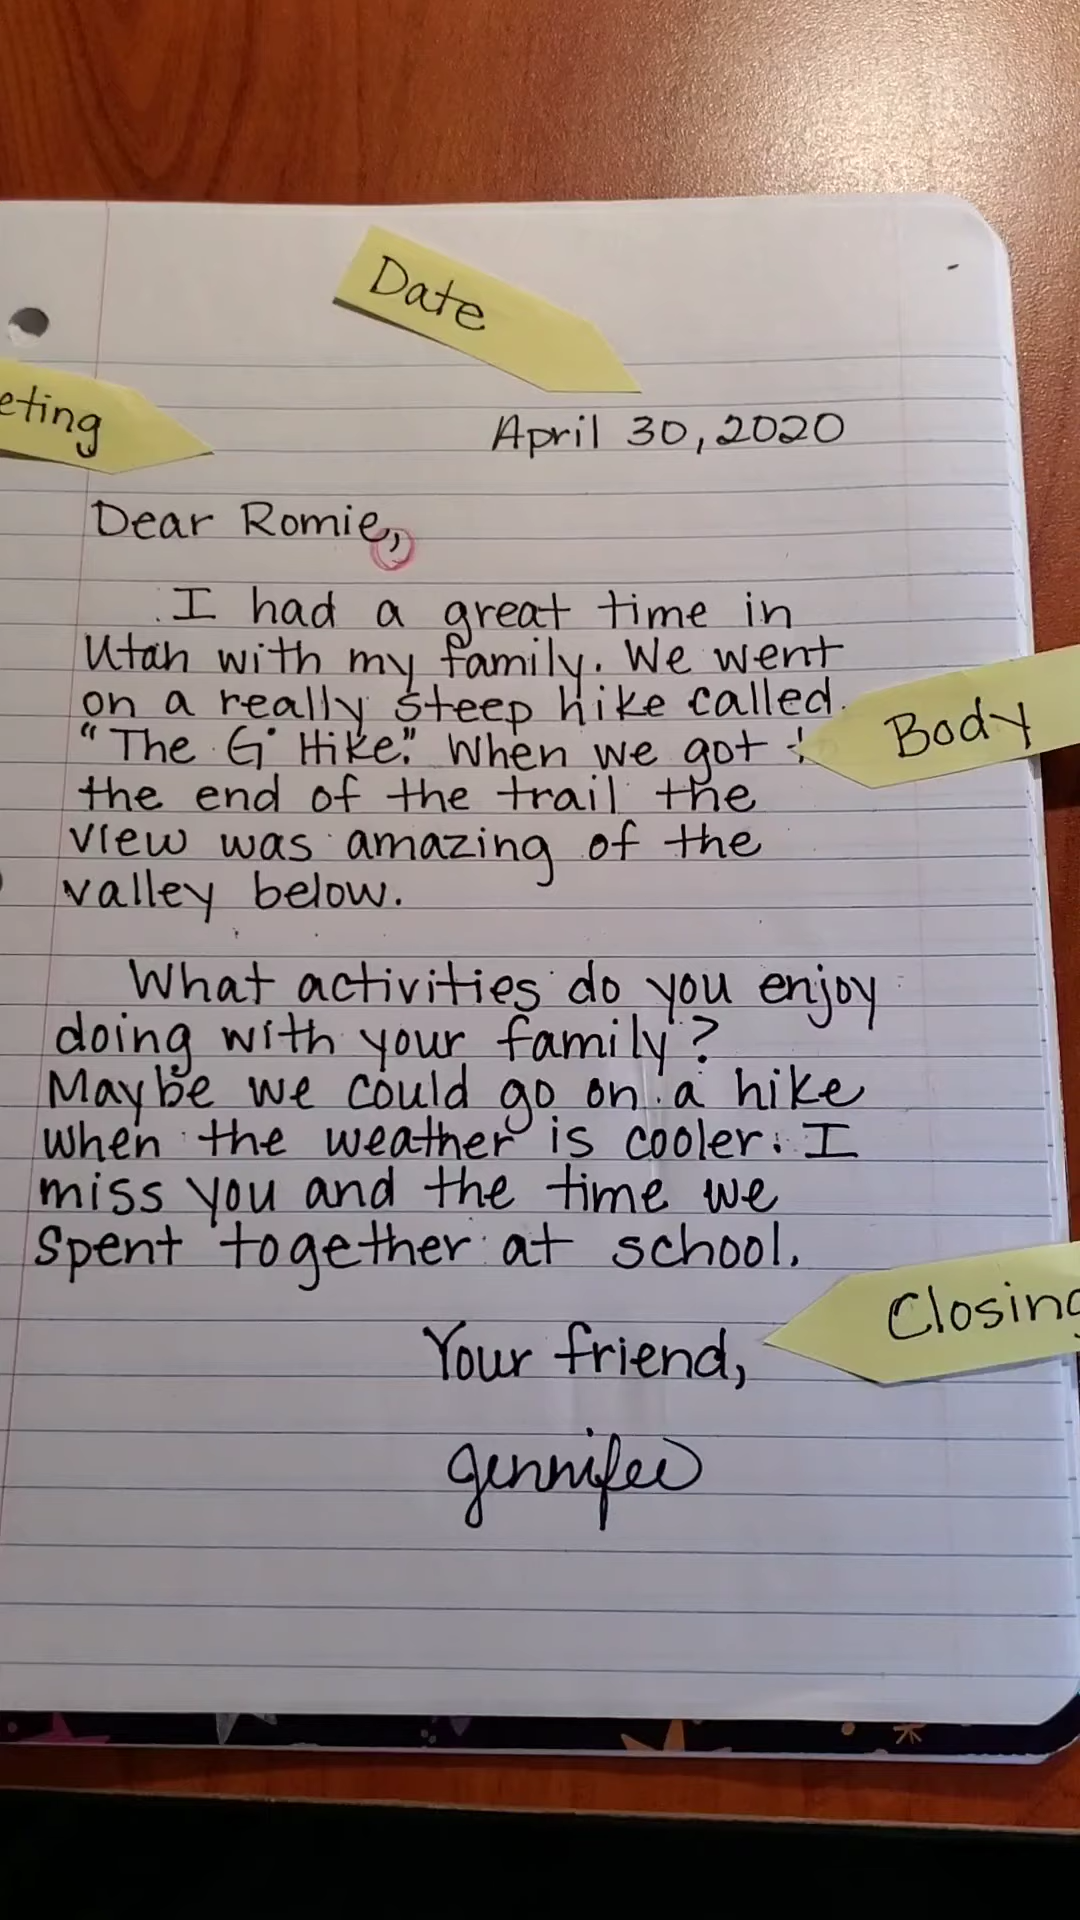 Date
eting
April 30, 2020
Dear Romie,
I had a great time in
Utah with my family. We went
on a really steep hike called
"The G Hike." When we got
Body
the end of the trail the
view was amazing of the
valley below.
What activities do you enjoy
doing with your family?
Maybe we could go on a hike
when the weather is cooler. I
miss you and the time we
spent together at school.
Closing
Your friend,
Jennifer